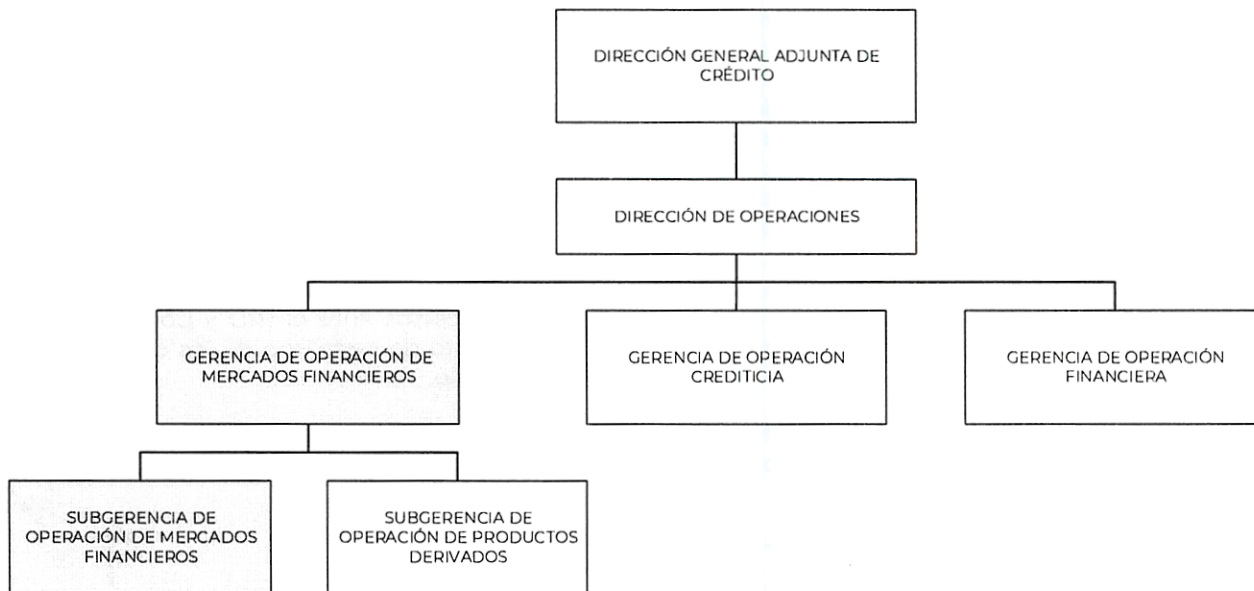 DIRECCIÓN GENERAL ADJUNTA DE
CRÉDITO
DIRECCIÓN DE OPERACIONES
GERENCIA DE OPERACIÓN DE
MERCADOS FINANCIEROS
GERENCIA DE OPERACIÓN
CREDITICIA
GERENCIA DE OPERACIÓN
FINANCIERA
SUBGERENCIA DE
OPERACIÓN DE MERCADOS
FINANCIEROS
SUBGERENCIA DE
OPERACIÓN DE PRODUCTOS
DERIVADOS